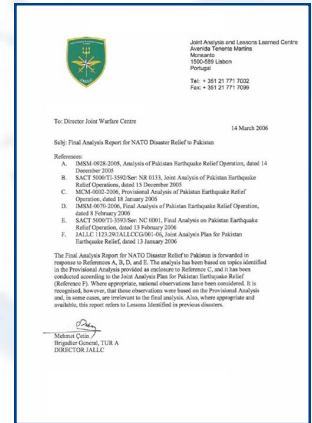 Joint Analysis and Lessons Learned Centre
Avenida Tenente Martins
Monsanto
1500-589 Lisbon
Portugal
Tel: + 351 21 771 7032
Fax: + 351 21 771 7099
To: Director Joint Warfare Centre
14 March 2006
Subj: Final Analysis Report for NATO Disaster Relief to Pakistan
References:
A. IMSM-0928-2005, Analysis of Pakistan Earthquake Relief Operation, dated 14
December 2005
B. SACT 5000/TI-3592/Ser: NR 0133, Joint Analysis of Pakistan Earthquake
Relief Operations, dated 15 December 2005
C. MCM-0002-2006, Provisional Analysis of Pakistan Earthquake Relief
Operation, dated 18 January 2006
D. IMSM-0070-2006, Final Analysis of Pakistan Earthquake Relief Operation,
dated 8 February 2006
E. SACT 5000/T1-3593/Ser: NC 0001, Final Analysis on Pakistan Earthquake
Relief Operation, dated 13 February 2006
F. JALLC 1123.29/JALLCCG/001-06, Joint Analysis Plan for Pakistan
Earthquake Relief, dated 13 January 2006
The Final Analysis Report for NATO Disaster Relief to Pakistan is forwarded in
response to References A, B, D, and E. The analysis has been based on topics identified
in the Provisional Analysis provided as enclosure to Reference C, and it has been
conducted according to the Joint Analysis Plan for Pakistan Earthquake Relief
(Reference F). Where appropriate, national observations have been considered. It is
recognised, however, that these observations were based on the Provisional Analysis
and, in some cases, are irrelevant to the final analysis. Also, where appropriate and
available, this report refers to Lessons Identified in previous disasters.
Mehmet Çetin
Brigadier General, TUR A
DIRECTOR JALLC